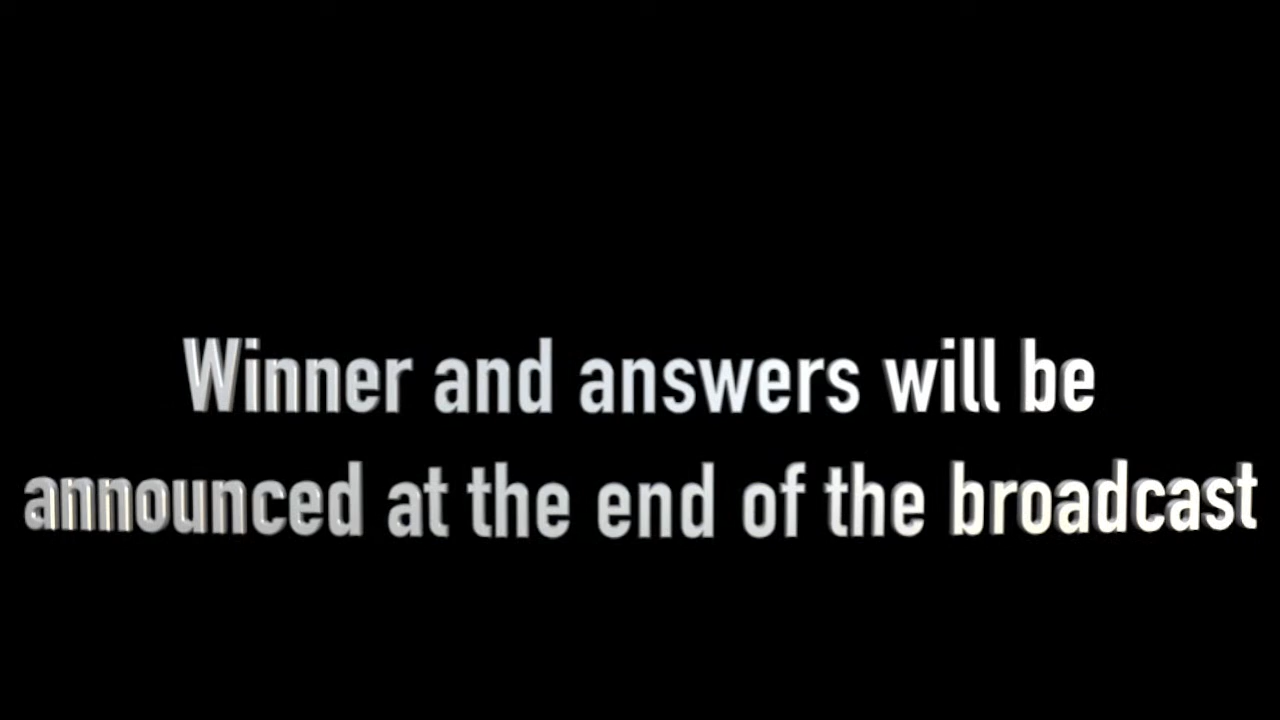 Winner and answers will be
announced at the end of the broadcast